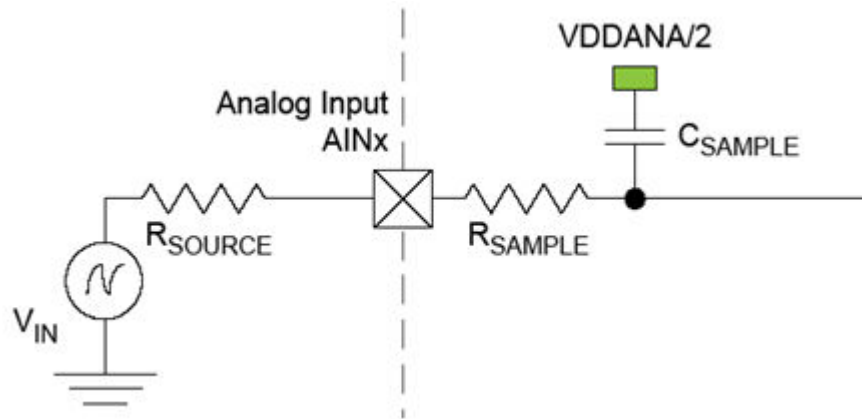 VDDANA/2
Analog Input
AINx
CSAMPLE
RSOURCE
RSAMPLE
VIN